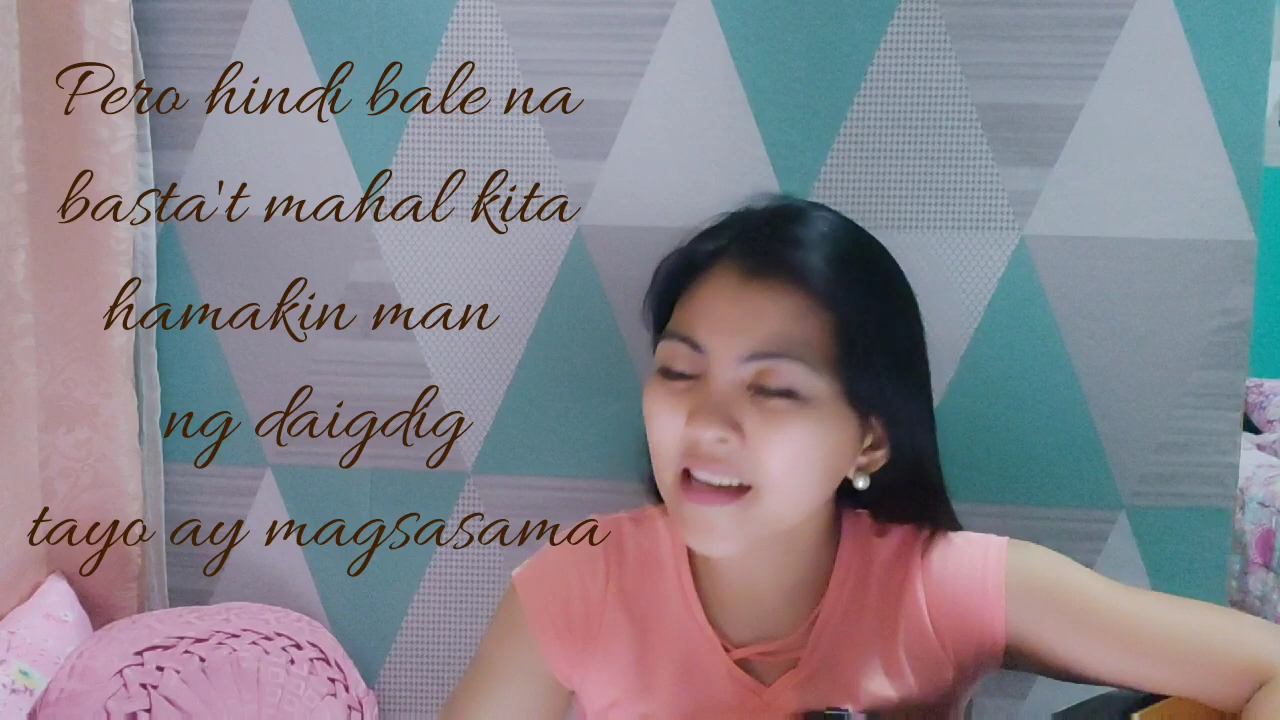 Pero hindi bale na
basta't mahal kita
hamakin man
ng daigdig
tayo ay magsasama